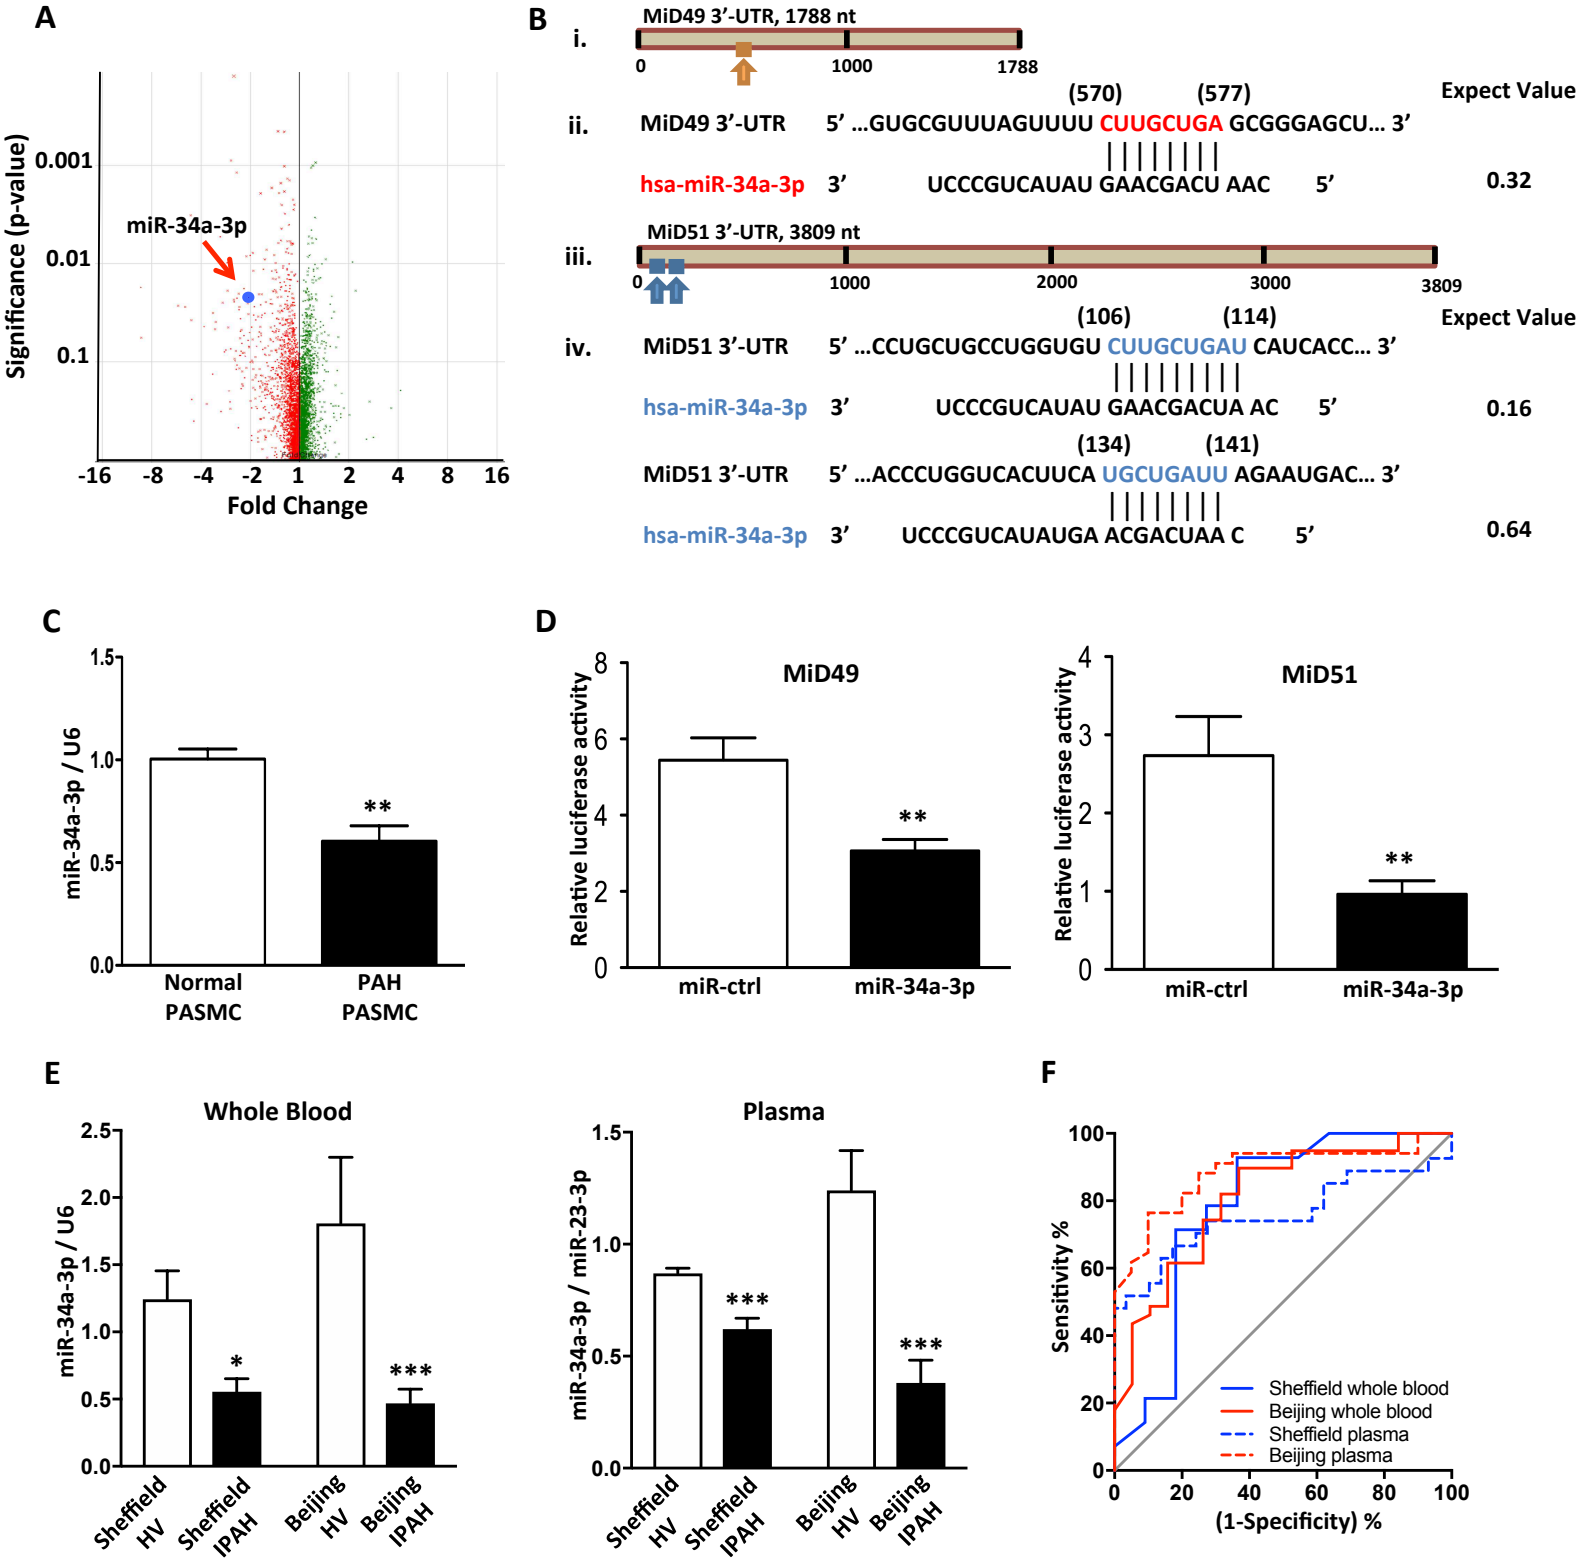 A
Significance (p-value)
0.001
0.01
0.1
miR-34a-3p
-16 -8 -4 -2 1 2 4 8 16
Fold Change
B
i.
MiD49 3’-UTR, 1788 nt
0 1000 1788
Expect Value
(570) (577)
ii. MiD49 3’-UTR 5’ ...GUGCGUUUAGUUUU CUUGCUGA GCGGGAGCU... 3’
hsa-miR-34a-3p 3’ UCCCGUCAUAU GAACGACU AAC 5’ 0.32
MiD51 3’-UTR, 3809 nt
iii.
0 1000 2000 3000 3809
Expect Value
(106) (114)
iv. MiD51 3’-UTR 5’ ...CCUGCUGCCUGGUGU CUUGCUGAU CAUCACC... 3’
hsa-miR-34a-3p 3’ UCCCGUCAUAU GAACGACUA AC 5’ 0.16
(134) (141)
MiD51 3’-UTR 5’ ...ACCCUGGUCACUUCA UGCUGAUU AGAAUGAC... 3’
hsa-miR-34a-3p 3’ UCCCGUCAUAUGA ACGACUAA C 5’ 0.64
C
miR-34a-3p / U6
1.5
1.0
0.5
0.0
**
Normal PAH
PASMC PASMC
D
MiD49
Relative luciferase activity
8
6
4
2
0
**
miR-ctrl miR-34a-3p
MiD51
Relative luciferase activity
4
3
2
1
0
**
miR-ctrl miR-34a-3p
E
Whole Blood
miR-34a-3p / U6
2.5
2.0
1.5
1.0
0.5
0.0
*
***
Sheffield HV
Sheffield IPAH
Beijing HV
Beijing IPAH
Plasma
miR-34a-3p / miR-23-3p
1.5
1.0
0.5
0.0
***
***
Sheffield HV
Sheffield IPAH
Beijing HV
Beijing IPAH
F
Sensitivity %
100
80
60
40
20
0
Sheffield whole blood
Beijing whole blood
Sheffield plasma
Beijing plasma
0 20 40 60 80 100
(1-Specificity) %